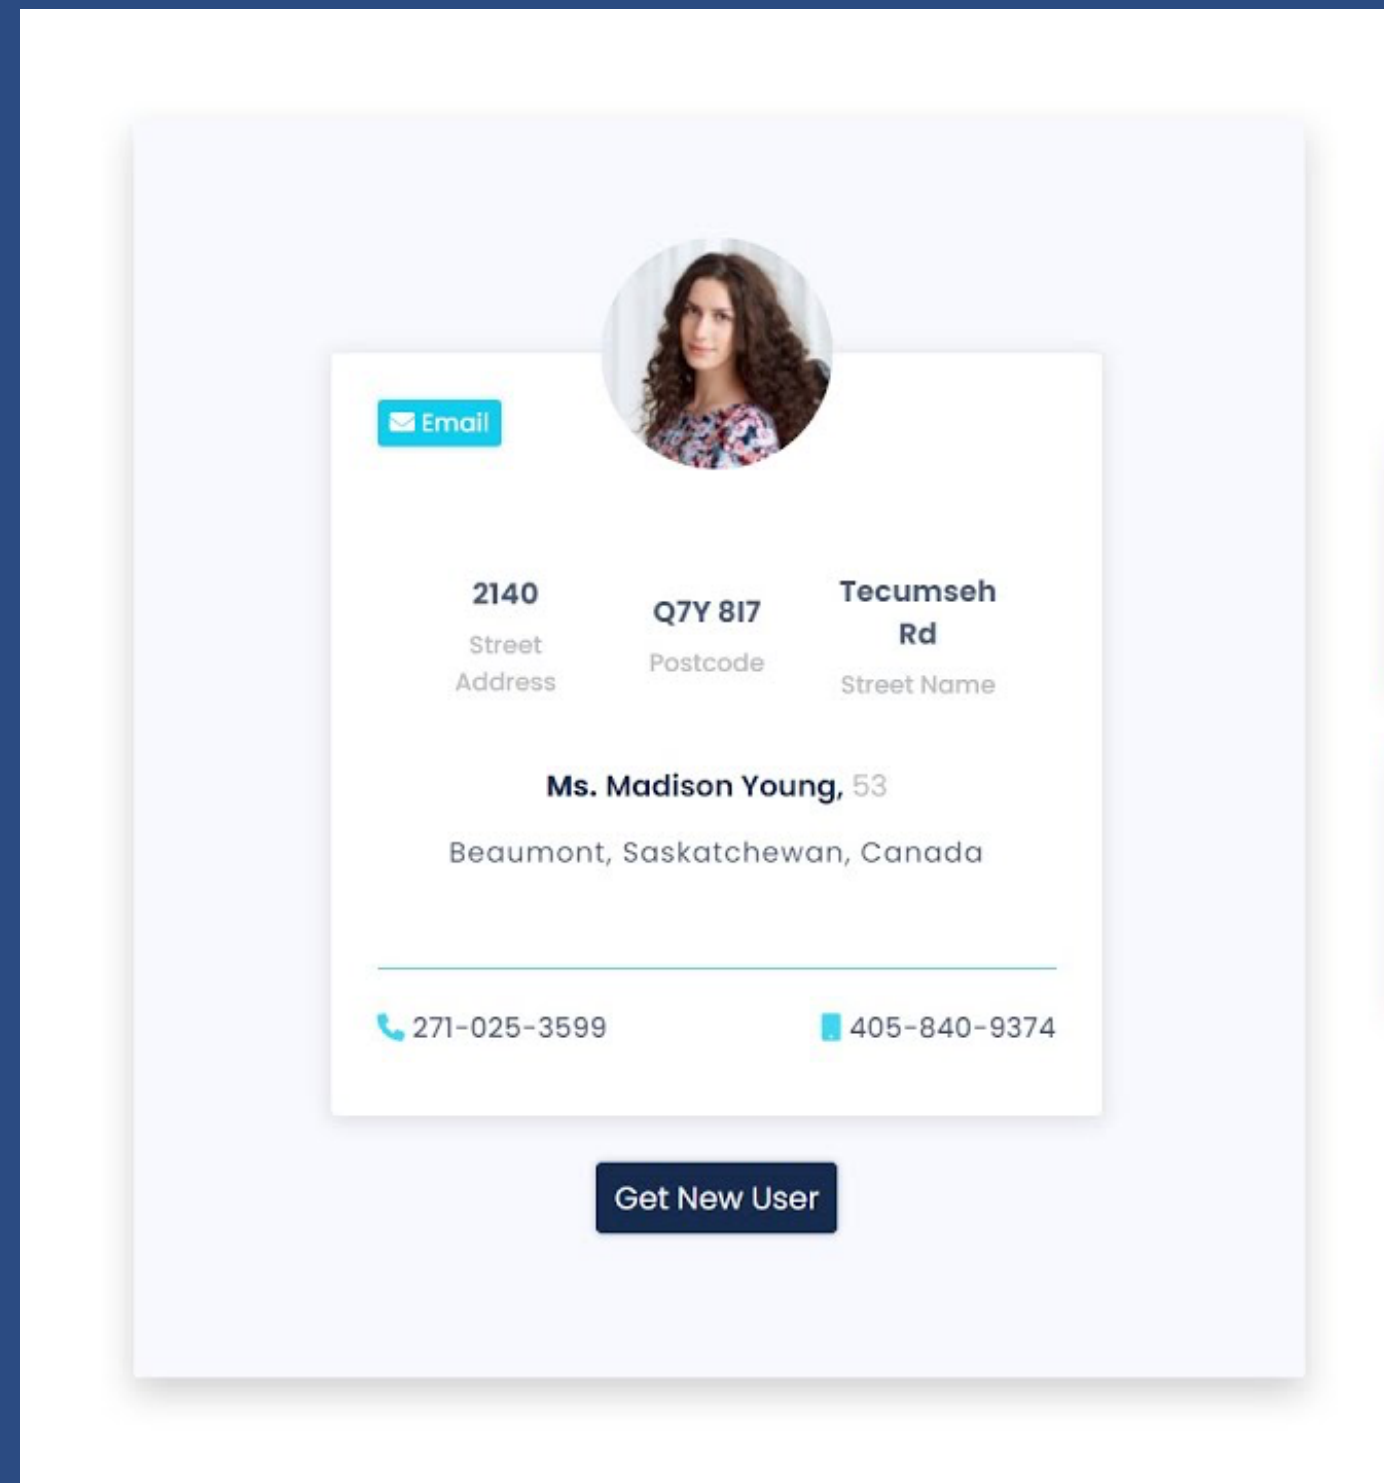 Email
2140
Street
Address
Q7Y 8I7
Postcode
Tecumseh
Rd
Street Name
Ms. Madison Young, 53
Beaumont, Saskatchewan, Canada
271-025-3599
405-840-9374
Get New User